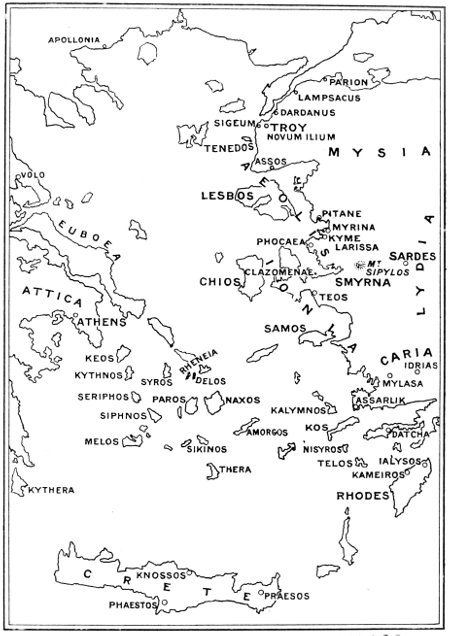 APOLLONIA
PARION
LAMPSACUS
DARDANUS
SIGEUM
TROY
NOVUM ILIUM
TENEDOS
MYSIA
ASSOS
VOLO
AEOLIS
LESBOS
EUBOEA
PITANE
MYRINA
KYME
LARISSA
PHOCAEA
SARDES
MT
SIPYLOS
LYDIA
CLAZOMENAE
CHIOS
SMYRNA
ATTICA
IONIA
TEOS
ATHENS
SAMOS
KEOS
RHENEIA
CARIA
IDRIAS
KYTHNOS
SYROS
DELOS
MYLASA
SERIPHOS
PAROS
NAXOS
ASSARLIK
SIPHNOS
KALYMNOS
AMORGOS
KOS
DATCHA
MELOS
SIKINOS
NISYROS
THERA
TELOS
IALYSOS
KAMEIROS
KYTHERA
RHODES
KNOSSOS
CRETE
PRAESOS
PHAESTOS